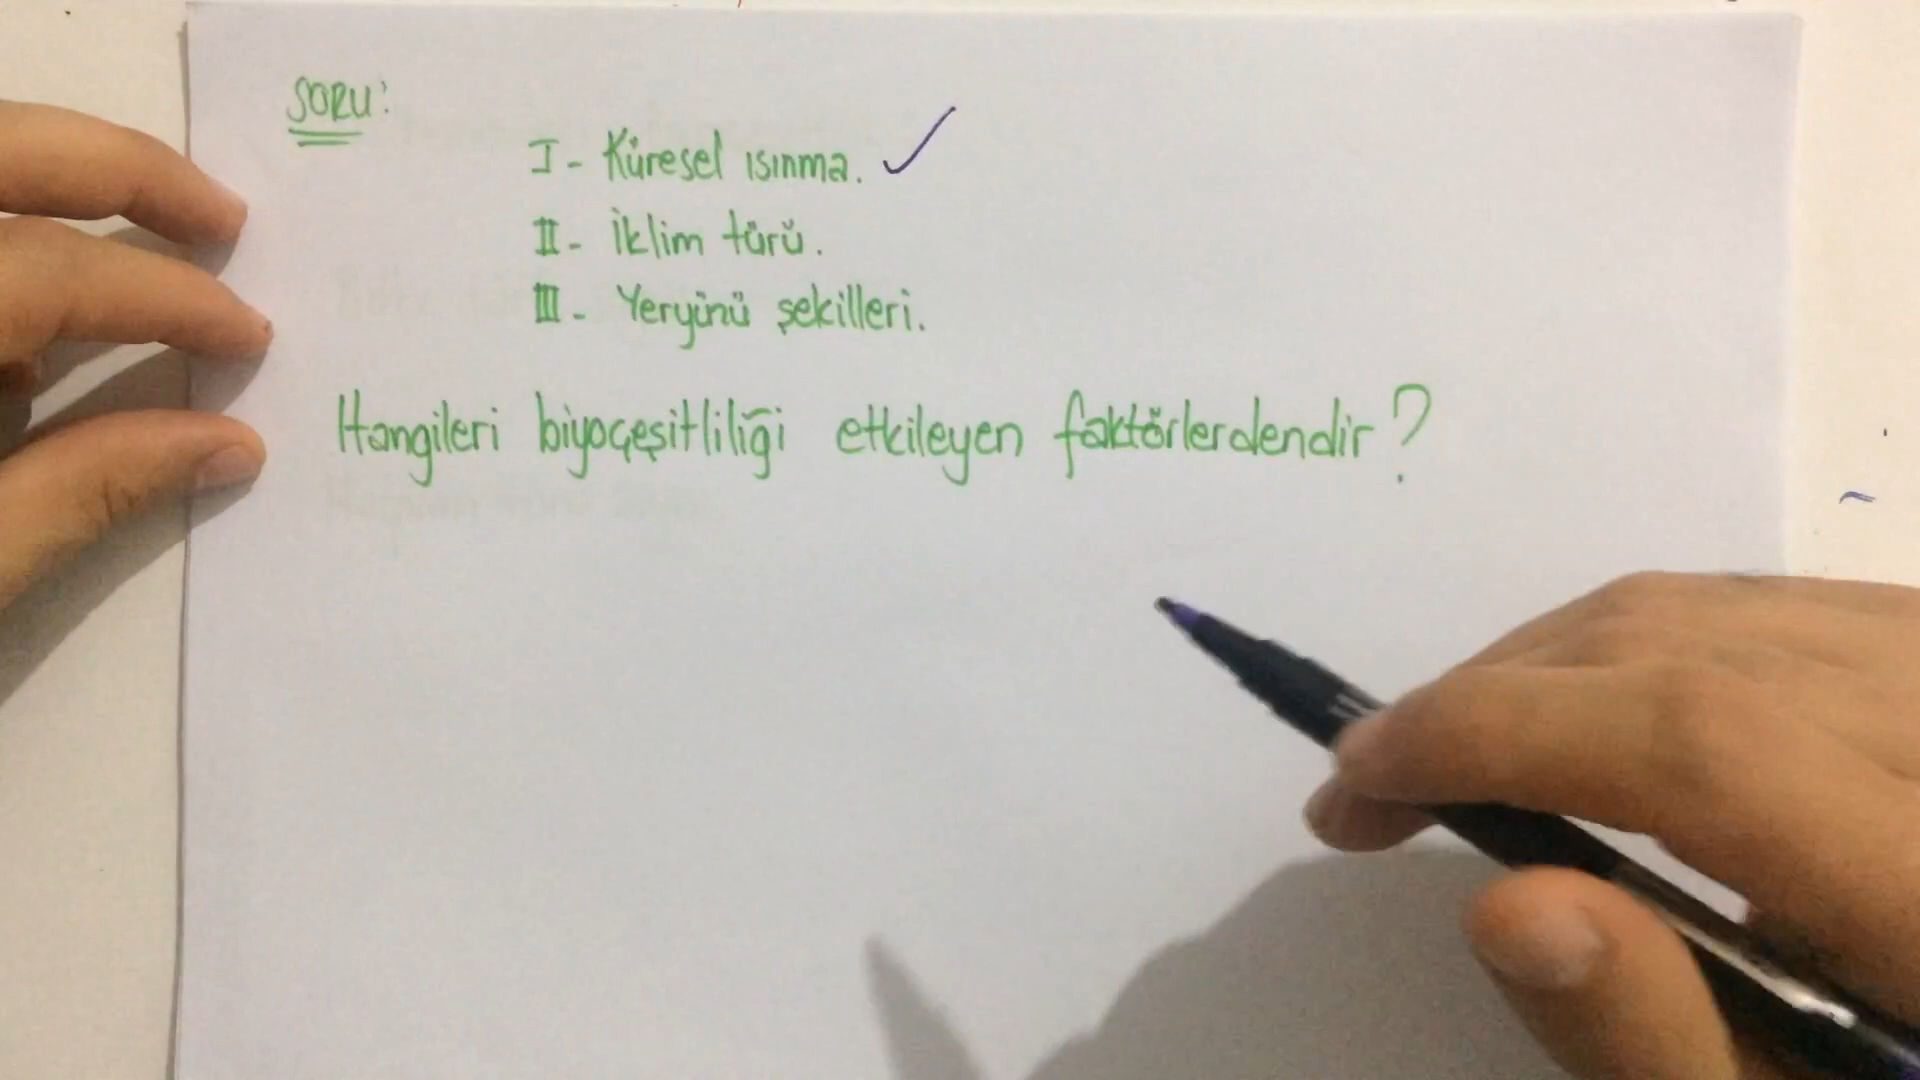 SORU:
I- Küresel ısınma.
II- İklim türü.
III- Yeryünü şekilleri.
Hangileri biyoçeşitliliği etkileyen faktörlerdendir?